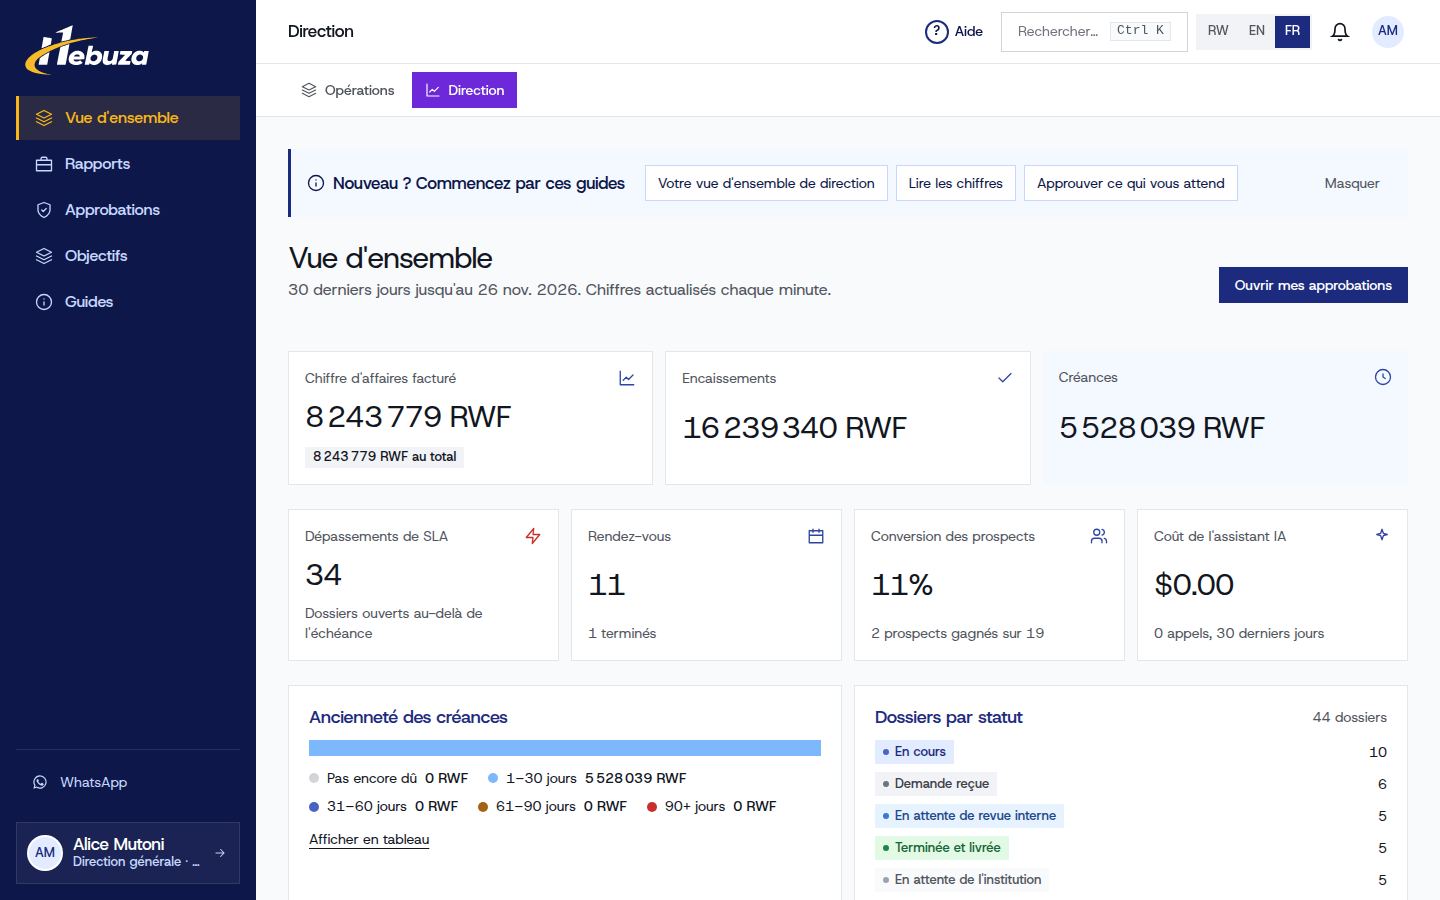 Hebuza
Direction
Aide
Rechercher...
Ctrl K
RW
EN
FR
AM
Opérations
Direction
Vue d'ensemble
Rapports
Approbations
Objectifs
Guides
Nouveau ? Commencez par ces guides
Votre vue d'ensemble de direction
Lire les chiffres
Approuver ce qui vous attend
Masquer
Vue d'ensemble
30 derniers jours jusqu'au 26 nov. 2026. Chiffres actualisés chaque minute.
Ouvrir mes approbations
Chiffre d'affaires facturé
8 243 779 RWF
8 243 779 RWF au total
Encaissements
16 239 340 RWF
Créances
5 528 039 RWF
Dépassements de SLA
34
Dossiers ouverts au-delà de
l'échéance
Rendez-vous
11
1 terminés
Conversion des prospects
11%
2 prospects gagnés sur 19
Coût de l'assistant IA
$0.00
0 appels, 30 derniers jours
Ancienneté des créances
Pas encore dû 0 RWF
1–30 jours 5 528 039 RWF
31–60 jours 0 RWF
61–90 jours 0 RWF
90+ jours 0 RWF
Afficher en tableau
Dossiers par statut
44 dossiers
En cours 10
Demande reçue 6
En attente de revue interne 5
Terminée et livrée 5
En attente de l'institution 5
WhatsApp
AM
Alice Mutoni
Direction générale · ...